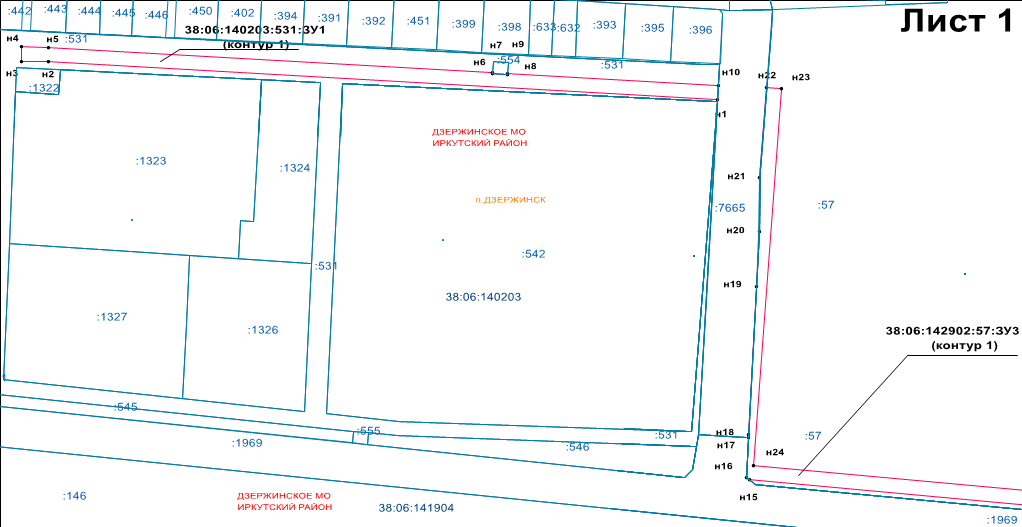 :442
:443
:444
:445
:446
:450
:402
:394
:391
:392
:451
:399
:398
:633
:632
:393
:395
:396
Лист 1
н4
н5
:531
38:06:140203:531:ЗУ1
(контур 1)
н7
н9
н6
:554
н8
:531
н10
н22
н23
н3
н2
:1322
н1
ДЗЕРЖИНСКОЕ МО
ИРКУТСКИЙ РАЙОН
:1323
:1324
н21
п.ДЗЕРЖИНСК
:7665
:57
н20
:542
:531
н19
38:06:140203
:1327
:1326
38:06:142902:57:ЗУ3
(контур 1)
:545
:555
:531
н18
:57
:1969
:546
н17
н24
н16
:146
ДЗЕРЖИНСКОЕ МО
ИРКУТСКИЙ РАЙОН
38:06:141904
н15
:1969